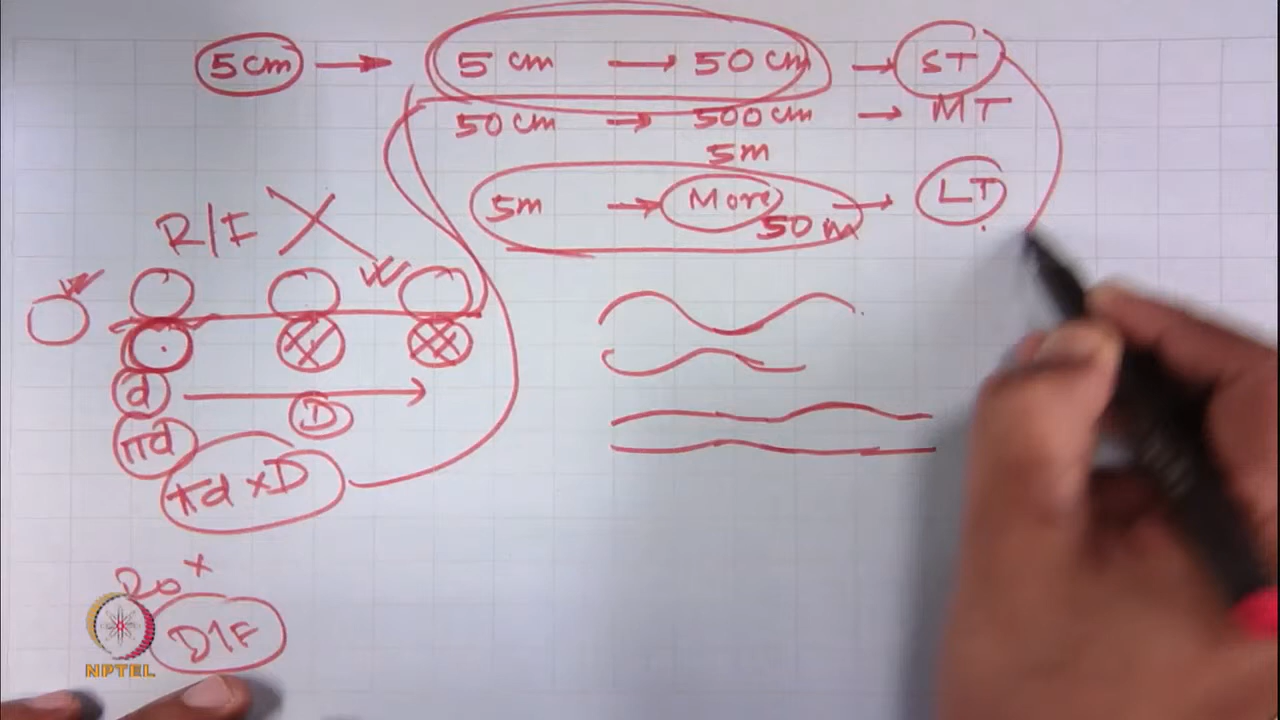 5 cm → 5 cm → 50 cm → ST
50 cm → 500 cm → MT
5 m
5 m → More → LT
50 m
R/F
d
D
πd
πd × D
D/F
NPTEL